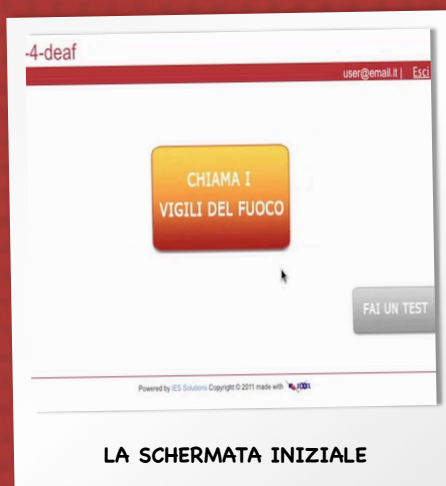 -4-deaf
user@email.it | Esci
CHIAMA I
VIGILI DEL FUOCO
FAI UN TEST
Powered by IES Solutions Copyright © 2011 made with
LA SCHERMATA INIZIALE